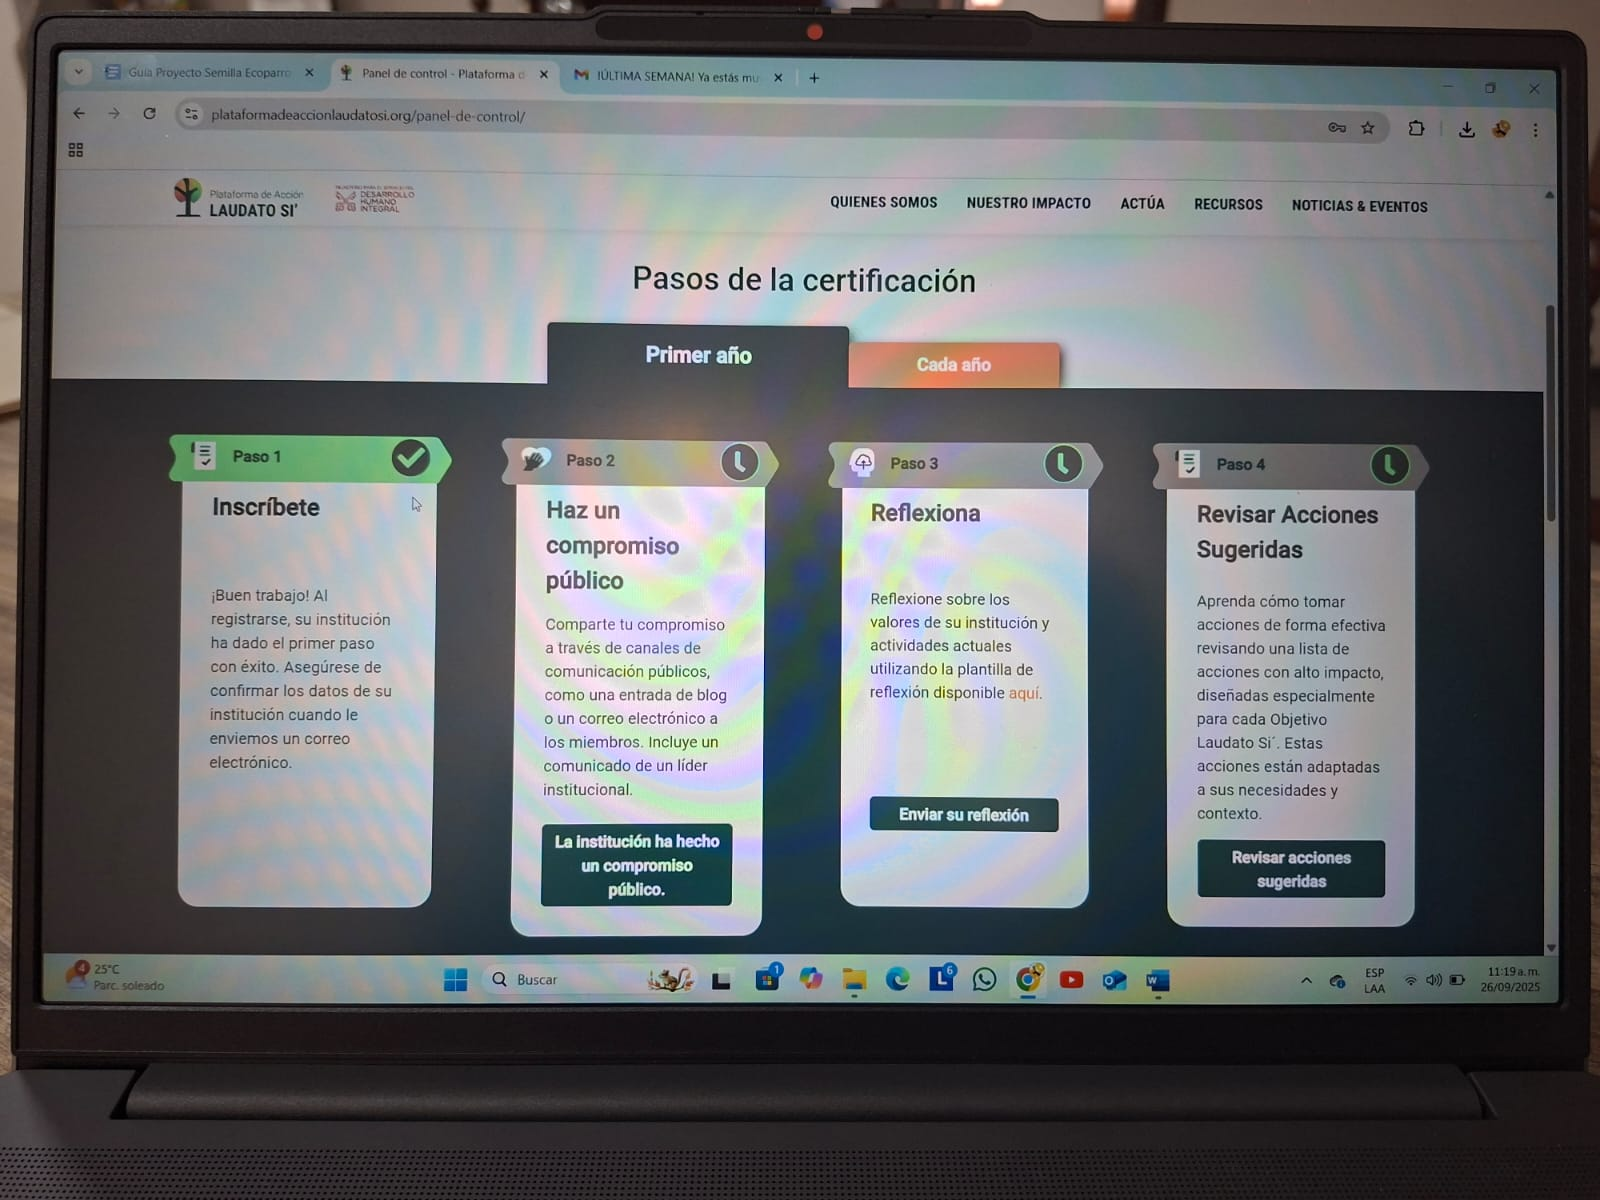 Guía Proyecto Semilla Ecoparro
Panel de control - Plataforma d
¡ÚLTIMA SEMANA! Ya estás mu
plataformadeaccionlaudatosi.org/panel-de-control/
Plataforma de Acción
LAUDATO SI'
DESARROLLO
HUMANO
INTEGRAL
QUIENES SOMOS
NUESTRO IMPACTO
ACTÚA
RECURSOS
NOTICIAS & EVENTOS
Pasos de la certificación
Primer año
Cada año
Paso 1
Inscríbete
¡Buen trabajo! Al
registrarse, su institución
ha dado el primer paso
con éxito. Asegúrese de
confirmar los datos de su
institución cuando le
enviemos un correo
electrónico.
Paso 2
Haz un
compromiso
público
Comparte tu compromiso
a través de canales de
comunicación públicos,
como una entrada de blog
o un correo electrónico a
los miembros. Incluye un
comunicado de un líder
institucional.
La institución ha hecho
un compromiso
público.
Paso 3
Reflexiona
Reflexione sobre los
valores de su institución y
actividades actuales
utilizando la plantilla de
reflexión disponible aquí.
Enviar su reflexión
Paso 4
Revisar Acciones
Sugeridas
Aprenda cómo tomar
acciones de forma efectiva
revisando una lista de
acciones con alto impacto,
diseñadas especialmente
para cada Objetivo
Laudato Si´. Estas
acciones están adaptadas
a sus necesidades y
contexto.
Revisar acciones
sugeridas
4
25°C
Parc. soleado
Buscar
1
L
6
W
ESP
LAA
11:19 a.m.
26/09/2025